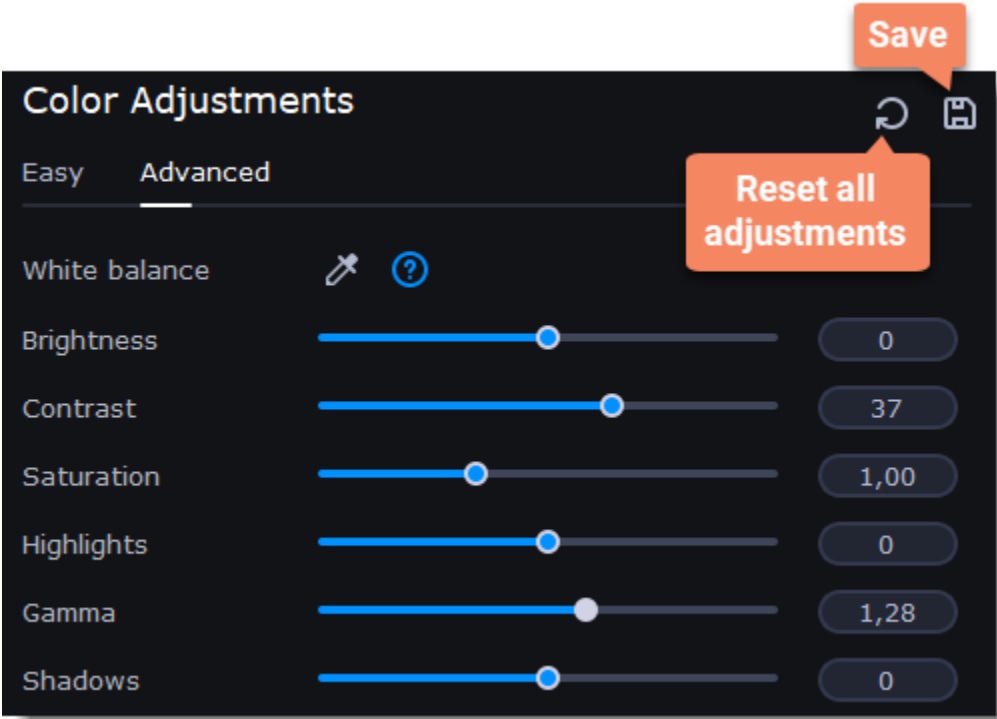 Save
Color Adjustments
Easy Advanced
Reset all
adjustments
White balance ?
Brightness 0
Contrast 37
Saturation 1,00
Highlights 0
Gamma 1,28
Shadows 0